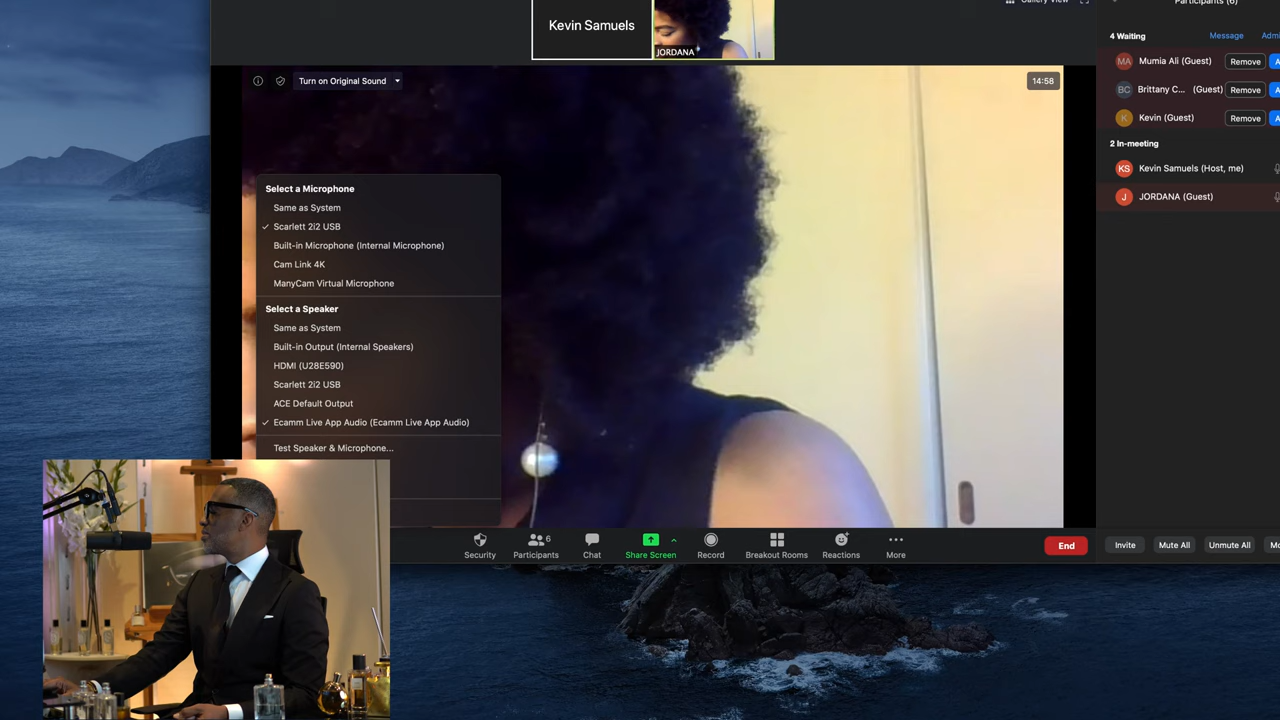 Gallery View
Participants (6)
Kevin Samuels
JORDANA
4 Waiting
Message
Turn on Original Sound
14:58
MA
Mumia Ali (Guest)
Remove
BC
Brittany C... (Guest)
Remove
K
Kevin (Guest)
Remove
2 In-meeting
KS
Kevin Samuels (Host, me)
J
JORDANA (Guest)
Select a Microphone
Same as System
✓ Scarlett 2i2 USB
Built-in Microphone (Internal Microphone)
Cam Link 4K
ManyCam Virtual Microphone
Select a Speaker
Same as System
Built-in Output (Internal Speakers)
HDMI (U28E590)
Scarlett 2i2 USB
ACE Default Output
✓ Ecamm Live App Audio (Ecamm Live App Audio)
Test Speaker & Microphone...
6
Security
Participants
Chat
Share Screen
Record
Breakout Rooms
Reactions
More
End
Invite
Mute All
Unmute All